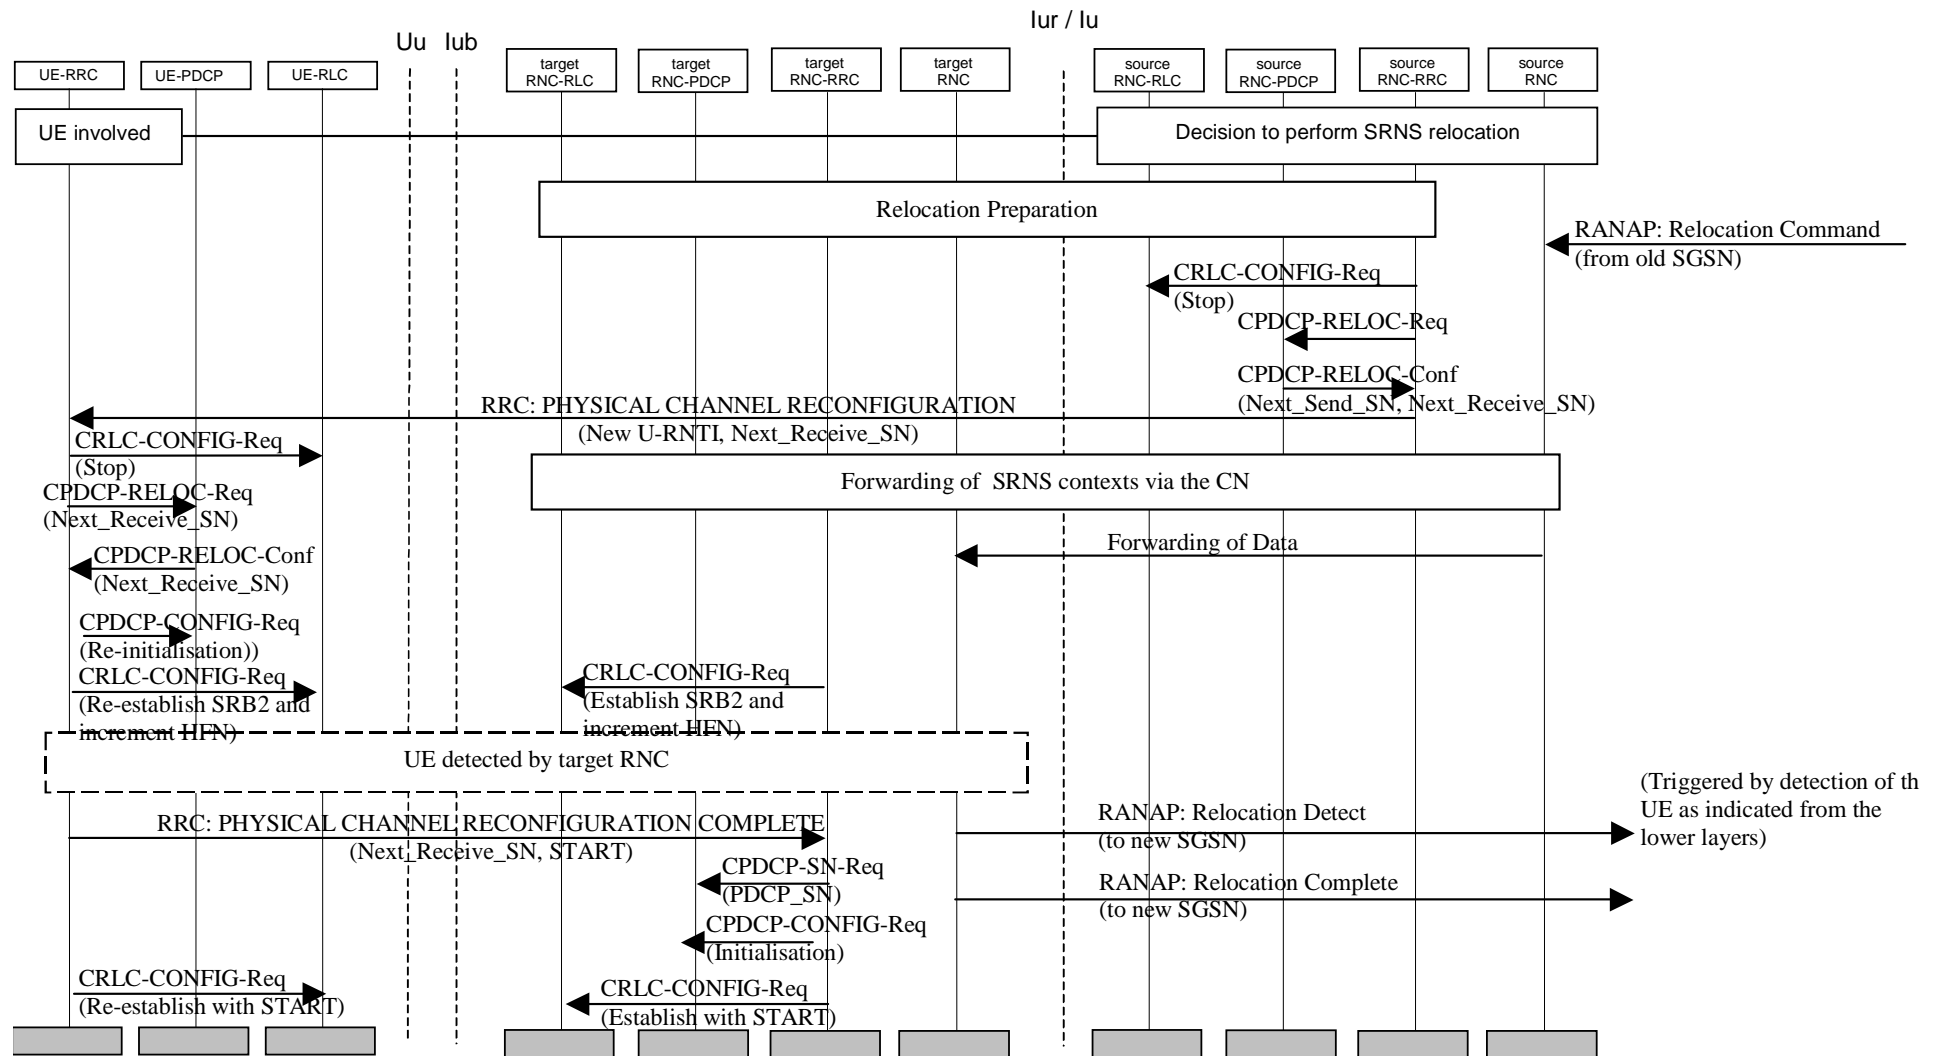 Iur / Iu
Uu Iub
UE-RRC
UE-PDCP
UE-RLC
target
RNC-RLC
target
RNC-PDCP
target
RNC-RRC
target
RNC
source
RNC-RLC
source
RNC-PDCP
source
RNC-RRC
source
RNC
UE involved
Decision to perform SRNS relocation
Relocation Preparation
RANAP: Relocation Command
(from old SGSN)
CRLC-CONFIG-Req
(Stop)
CPDCP-RELOC-Req
CPDCP-RELOC-Conf
(Next_Send_SN, Next_Receive_SN)
RRC: PHYSICAL CHANNEL RECONFIGURATION
(New U-RNTI, Next_Receive_SN)
CRLC-CONFIG-Req
(Stop)
Forwarding of SRNS contexts via the CN
CPDCP-RELOC-Req
(Next_Receive_SN)
Forwarding of Data
CPDCP-RELOC-Conf
(Next_Receive_SN)
CPDCP-CONFIG-Req
(Re-initialisation))
CRLC-CONFIG-Req
(Re-establish SRB2 and
increment HFN)
CRLC-CONFIG-Req
(Establish SRB2 and
increment HFN)
UE detected by target RNC
(Triggered by detection of th
UE as indicated from the
lower layers)
RRC: PHYSICAL CHANNEL RECONFIGURATION COMPLETE
(Next_Receive_SN, START)
RANAP: Relocation Detect
(to new SGSN)
CPDCP-SN-Req
(PDCP_SN)
RANAP: Relocation Complete
(to new SGSN)
CPDCP-CONFIG-Req
(Initialisation)
CRLC-CONFIG-Req
(Re-establish with START)
CRLC-CONFIG-Req
(Establish with START)